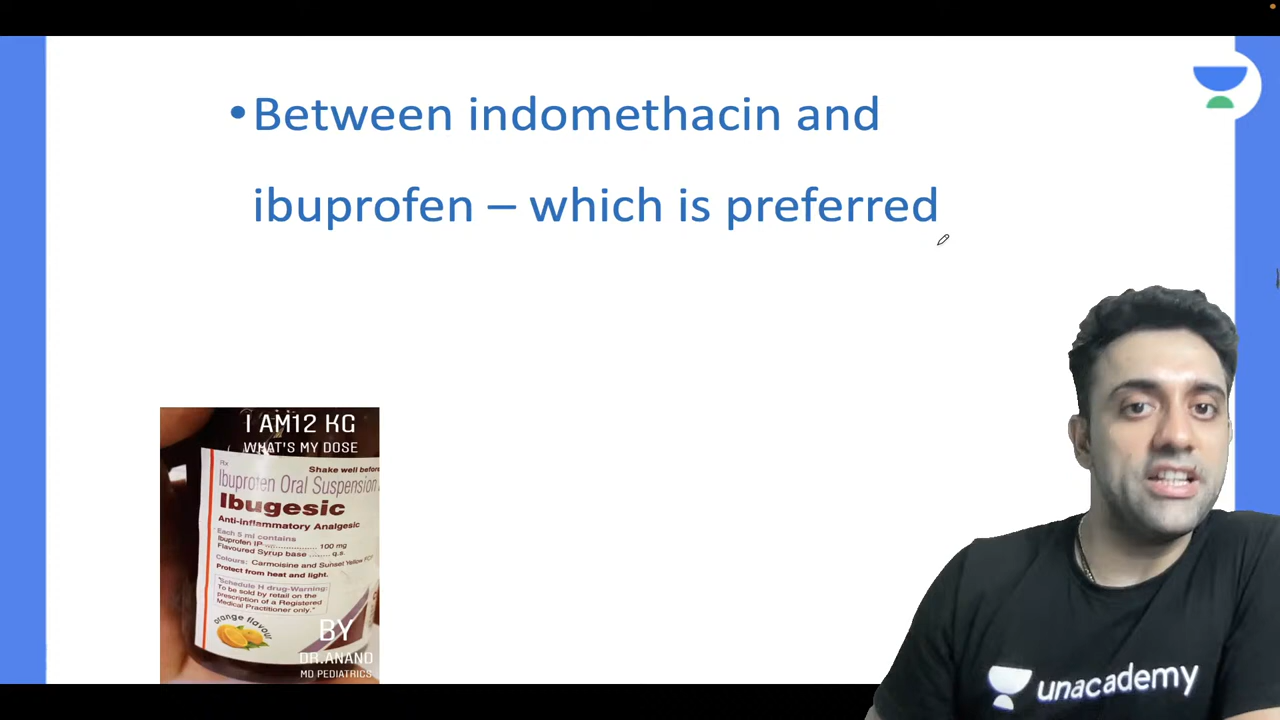 •Between indomethacin and
ibuprofen – which is preferred
I AM12 KG
WHAT'S MY DOSE
Rx
Shake well before
Ibuprofen Oral Suspension
Ibugesic
Anti-inflammatory Analgesic
Each 5 ml contains
Ibuprofen IP................ 100 mg
Flavoured Syrup base ....... q.s.
Colours: Carmoisine and Sunset Yellow FCF
Protect from heat and light.
Schedule H drug-Warning:
To be sold by retail on the
prescription of a Registered
Medical Practitioner only."
orange flavour
BY
DR.ANAND
MD PEDIATRICS
unacademy